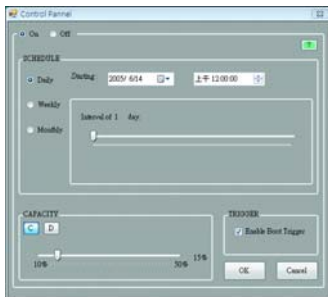 Control Pannel
On Off
?
SCHEDULE
Daily Starting 2005/ 6/14 上午 12:00:00
Weekly
Monthly
Interval of 1 day.
CAPACITY
C D
10% 50% 15%
TRIGGER
Enable Boot Trigger
OK Cancel